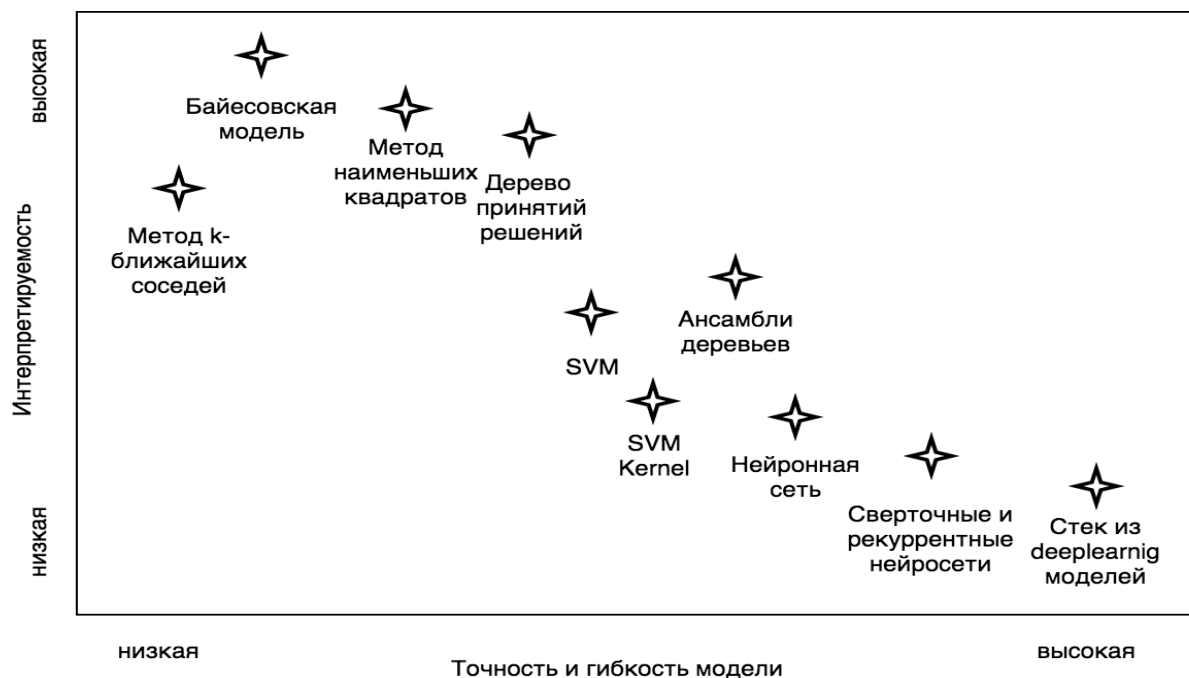 высокая
Интерпретируемость
низкая
Байесовская
модель
Метод
наименьших
квадратов
Дерево
принятий
решений
Метод k-
ближайших
соседей
SVM
Ансамбли
деревьев
SVM
Kernel
Нейронная
сеть
Сверточные и
рекуррентные
нейросети
Стек из
deeplearnig
моделей
низкая
Точность и гибкость модели
высокая